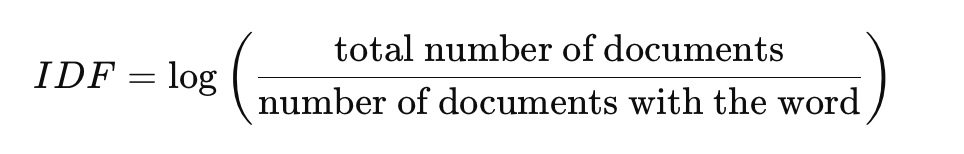 IDF = log ( total number of documents / number of documents with the word )